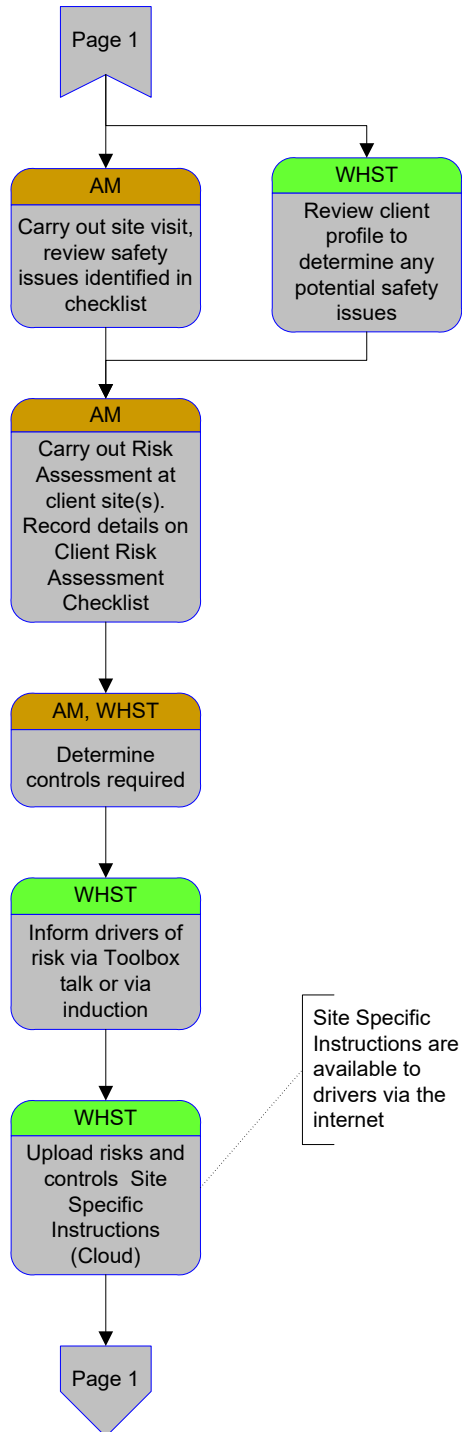 Page 1
AM
Carry out site visit,
review safety
issues identified in
checklist
WHST
Review client
profile to
determine any
potential safety
issues
AM
Carry out Risk
Assessment at
client site(s).
Record details on
Client Risk
Assessment
Checklist
AM, WHST
Determine
controls required
WHST
Inform drivers of
risk via Toolbox
talk or via
induction
WHST
Upload risks and
controls  Site
Specific
Instructions
(Cloud)
Site Specific
Instructions are
available to
drivers via the
internet
Page 1